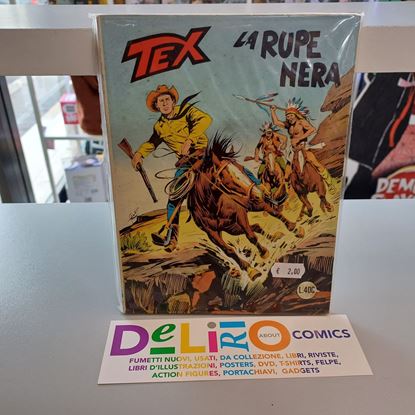 TEX
LA RUPE
NERA
€ 2,00
L.400
DeLiRiO ABOUT COMICS
FUMETTI NUOVI, USATI, DA COLLEZIONE, LIBRI, RIVISTE,
LIBRI D'ILLUSTRAZIONI, POSTERS, DVD, T-SHIRTS, FELPE,
ACTION FIGURES, PORTACHIAVI, GADGETS